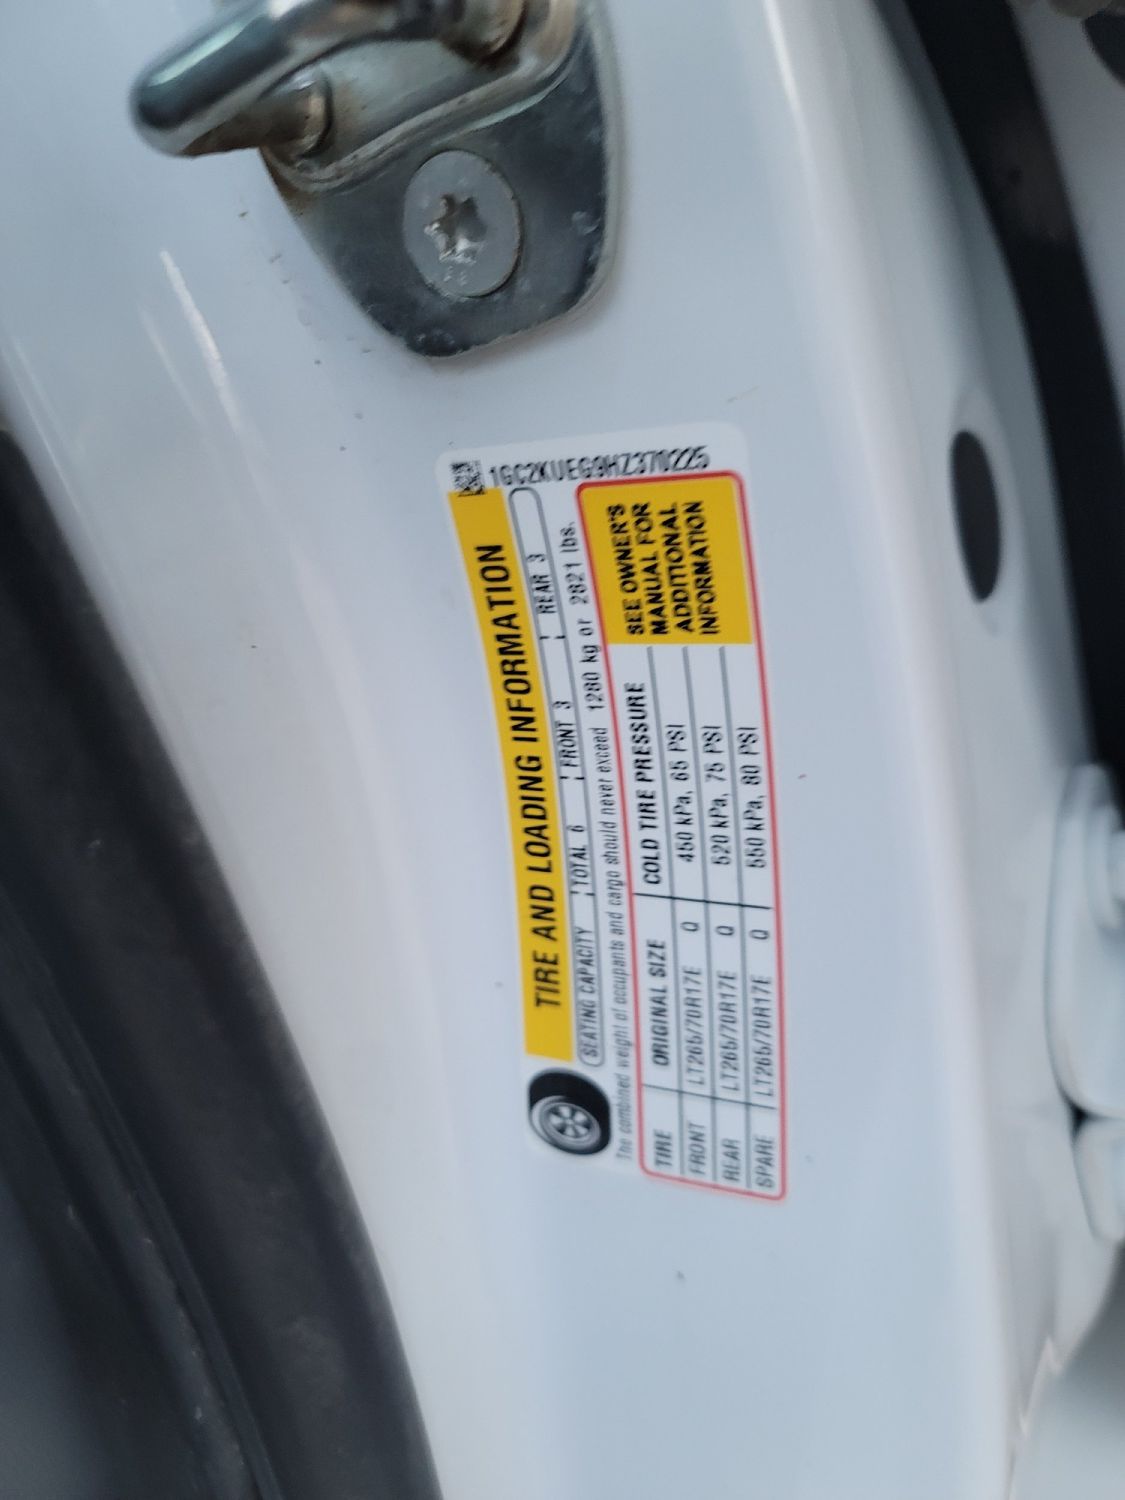 1GC2KUEG9HZ370225
TIRE AND LOADING INFORMATION
SEATING CAPACITY TOTAL 6 FRONT 3 REAR 3
The combined weight of occupants and cargo should never exceed 1280 kg or 2821 lbs.
TIRE ORIGINAL SIZE COLD TIRE PRESSURE
FRONT LT265/70R17E Q 450 kPa, 65 PSI
REAR LT265/70R17E Q 520 kPa, 75 PSI
SPARE LT265/70R17E Q 550 kPa, 80 PSI
SEE OWNER'S
MANUAL FOR
ADDITIONAL
INFORMATION